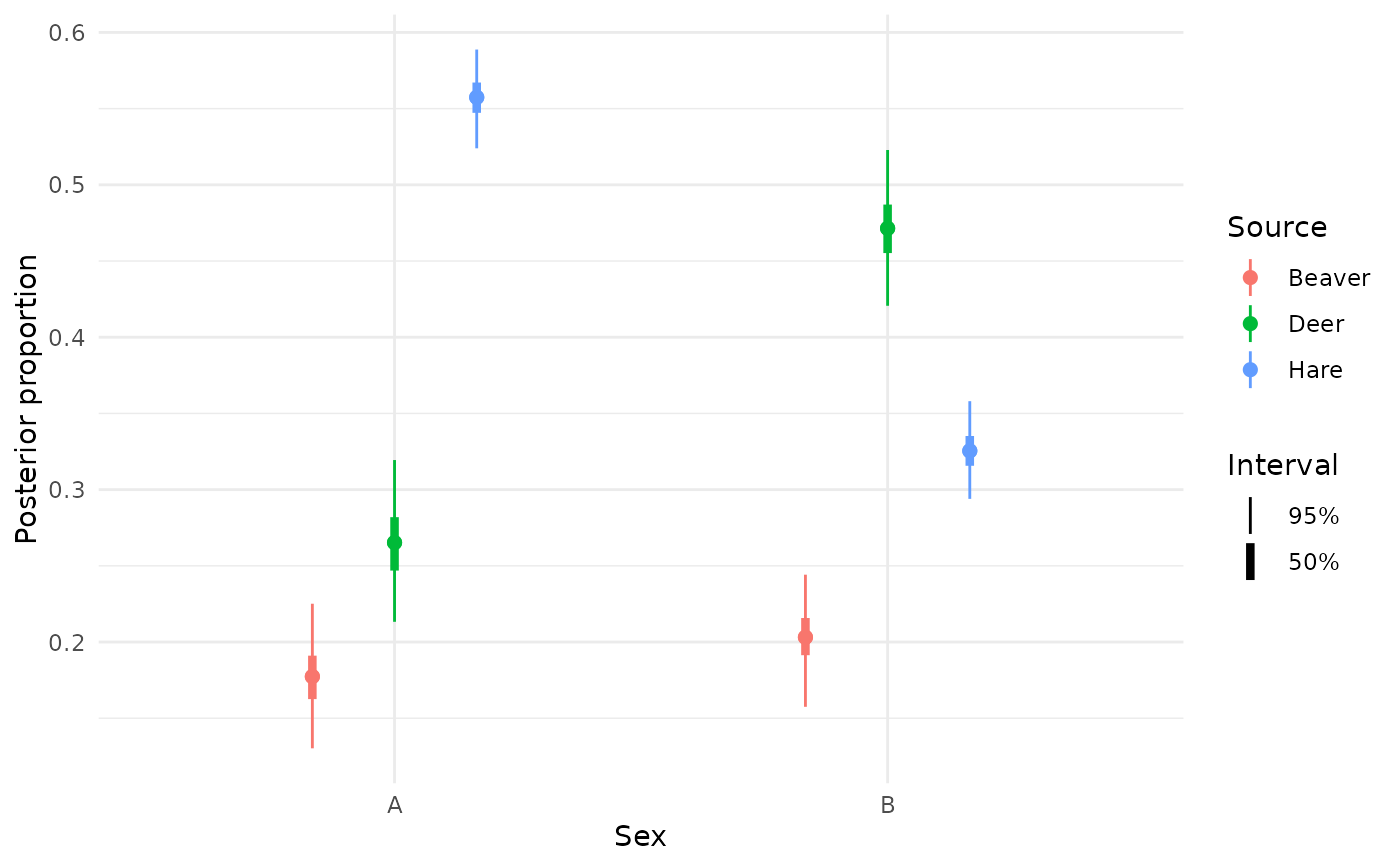 0.6
0.5
0.4
0.3
0.2
Posterior proportion
A
B
Sex
Source
Beaver
Deer
Hare
Interval
95%
50%